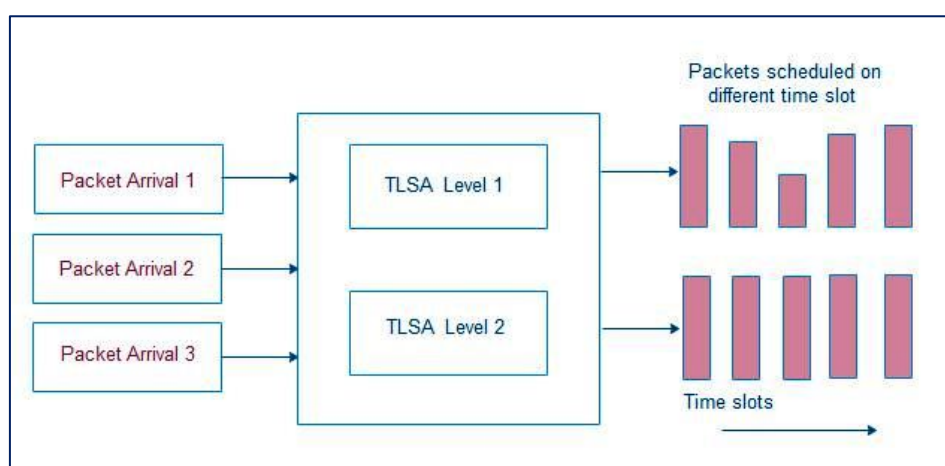 Packets scheduled on
different time slot
Packet Arrival 1
TLSA Level 1
Packet Arrival 2
TLSA Level 2
Packet Arrival 3
Time slots